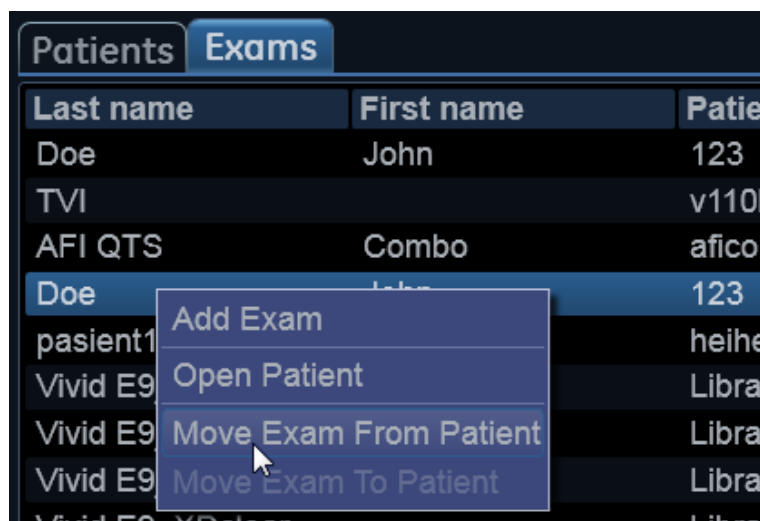 Patients Exams
Last name First name Patie
Doe John 123
TVI v110
AFI QTS Combo afico
Doe John 123
Add Exam
pasient1 heihe
Open Patient
Vivid E9 Libra
Move Exam From Patient
Vivid E9 Libra
Move Exam To Patient
Vivid E9 Libra